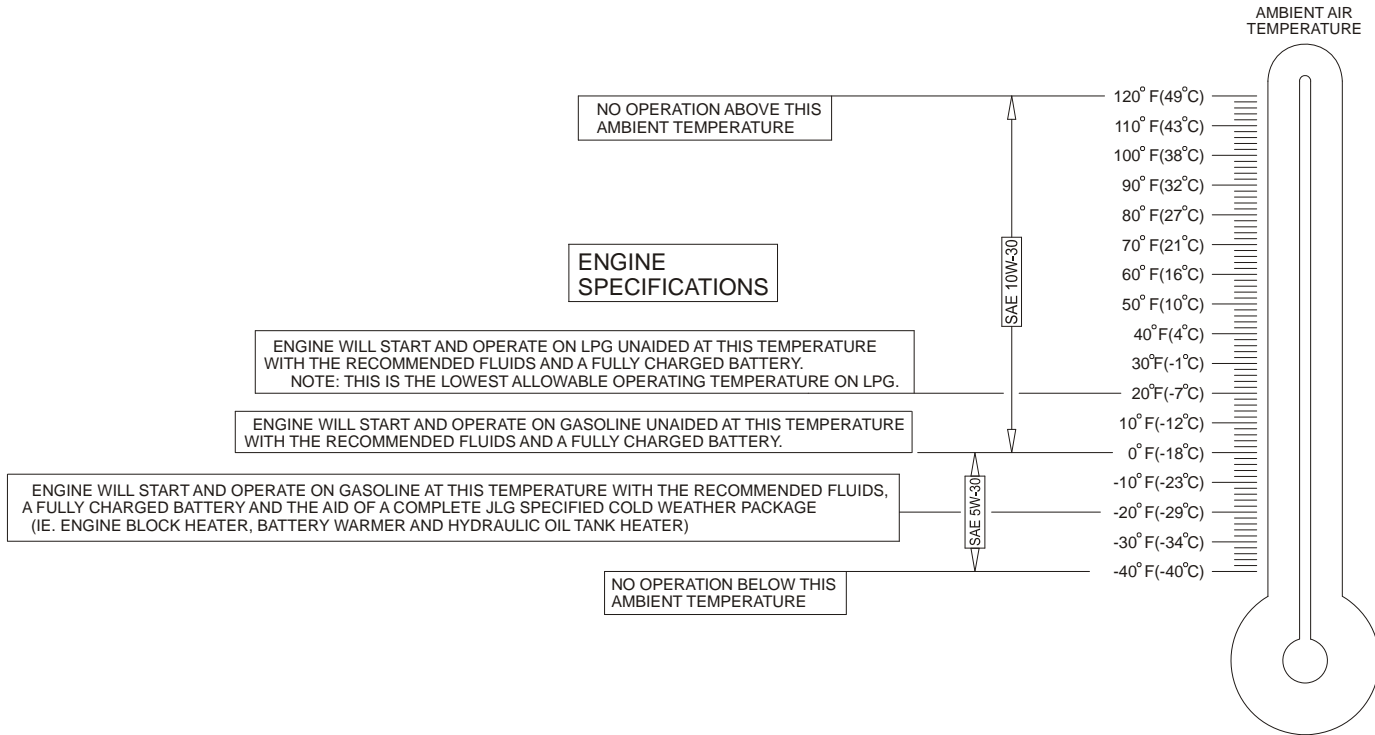 AMBIENT AIR
TEMPERATURE
NO OPERATION ABOVE THIS
AMBIENT TEMPERATURE
120° F(49°C)
110° F(43°C)
100° F(38°C)
90° F(32°C)
80° F(27°C)
70° F(21°C)
60° F(16°C)
50° F(10°C)
40°F(4°C)
30°F(-1°C)
20°F(-7°C)
10°F(-12°C)
0° F(-18°C)
-10° F(-23°C)
-20° F(-29°C)
-30° F(-34°C)
-40° F(-40°C)
SAE 10W-30
ENGINE
SPECIFICATIONS
ENGINE WILL START AND OPERATE ON LPG UNAIDED AT THIS TEMPERATURE
WITH THE RECOMMENDED FLUIDS AND A FULLY CHARGED BATTERY.
NOTE: THIS IS THE LOWEST ALLOWABLE OPERATING TEMPERATURE ON LPG.
ENGINE WILL START AND OPERATE ON GASOLINE UNAIDED AT THIS TEMPERATURE
WITH THE RECOMMENDED FLUIDS AND A FULLY CHARGED BATTERY.
SAE 5W-30
ENGINE WILL START AND OPERATE ON GASOLINE AT THIS TEMPERATURE WITH THE RECOMMENDED FLUIDS,
A FULLY CHARGED BATTERY AND THE AID OF A COMPLETE JLG SPECIFIED COLD WEATHER PACKAGE
(IE. ENGINE BLOCK HEATER, BATTERY WARMER AND HYDRAULIC OIL TANK HEATER)
NO OPERATION BELOW THIS
AMBIENT TEMPERATURE